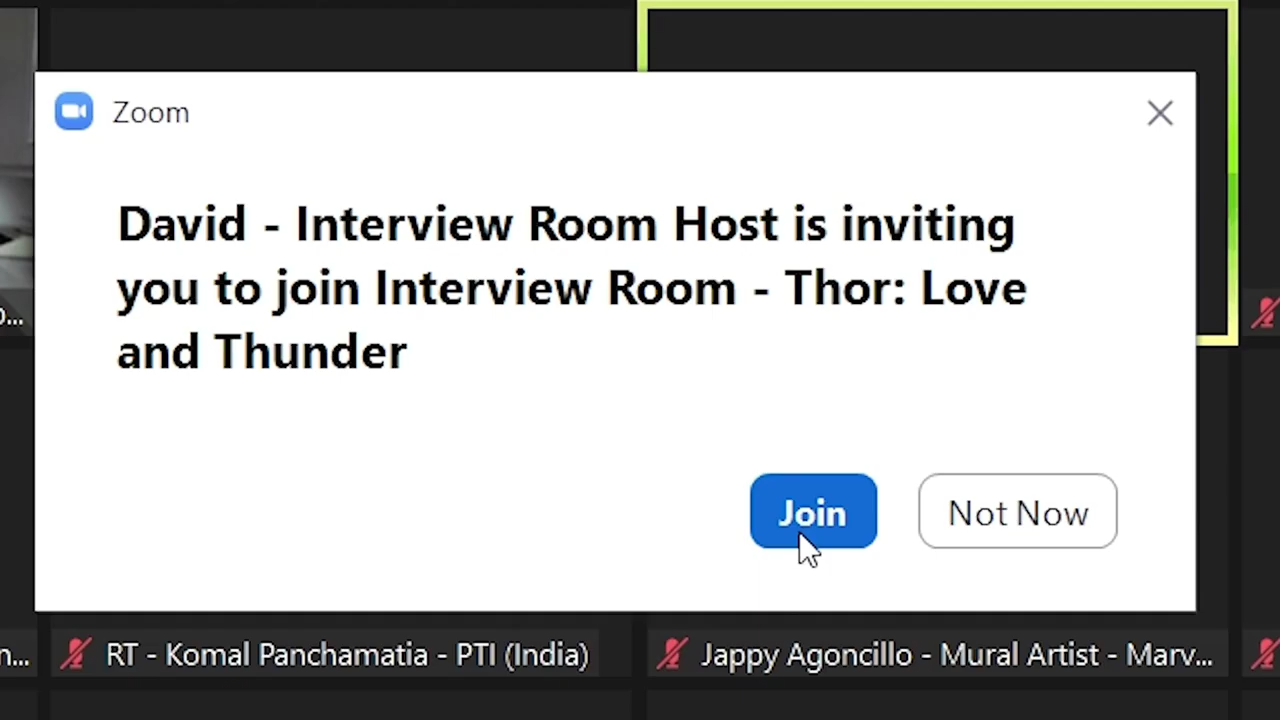 Zoom
David - Interview Room Host is inviting
you to join Interview Room - Thor: Love
and Thunder
Join
Not Now
RT - Komal Panchamatia - PTI (India)
Jappy Agoncillo - Mural Artist - Marv...